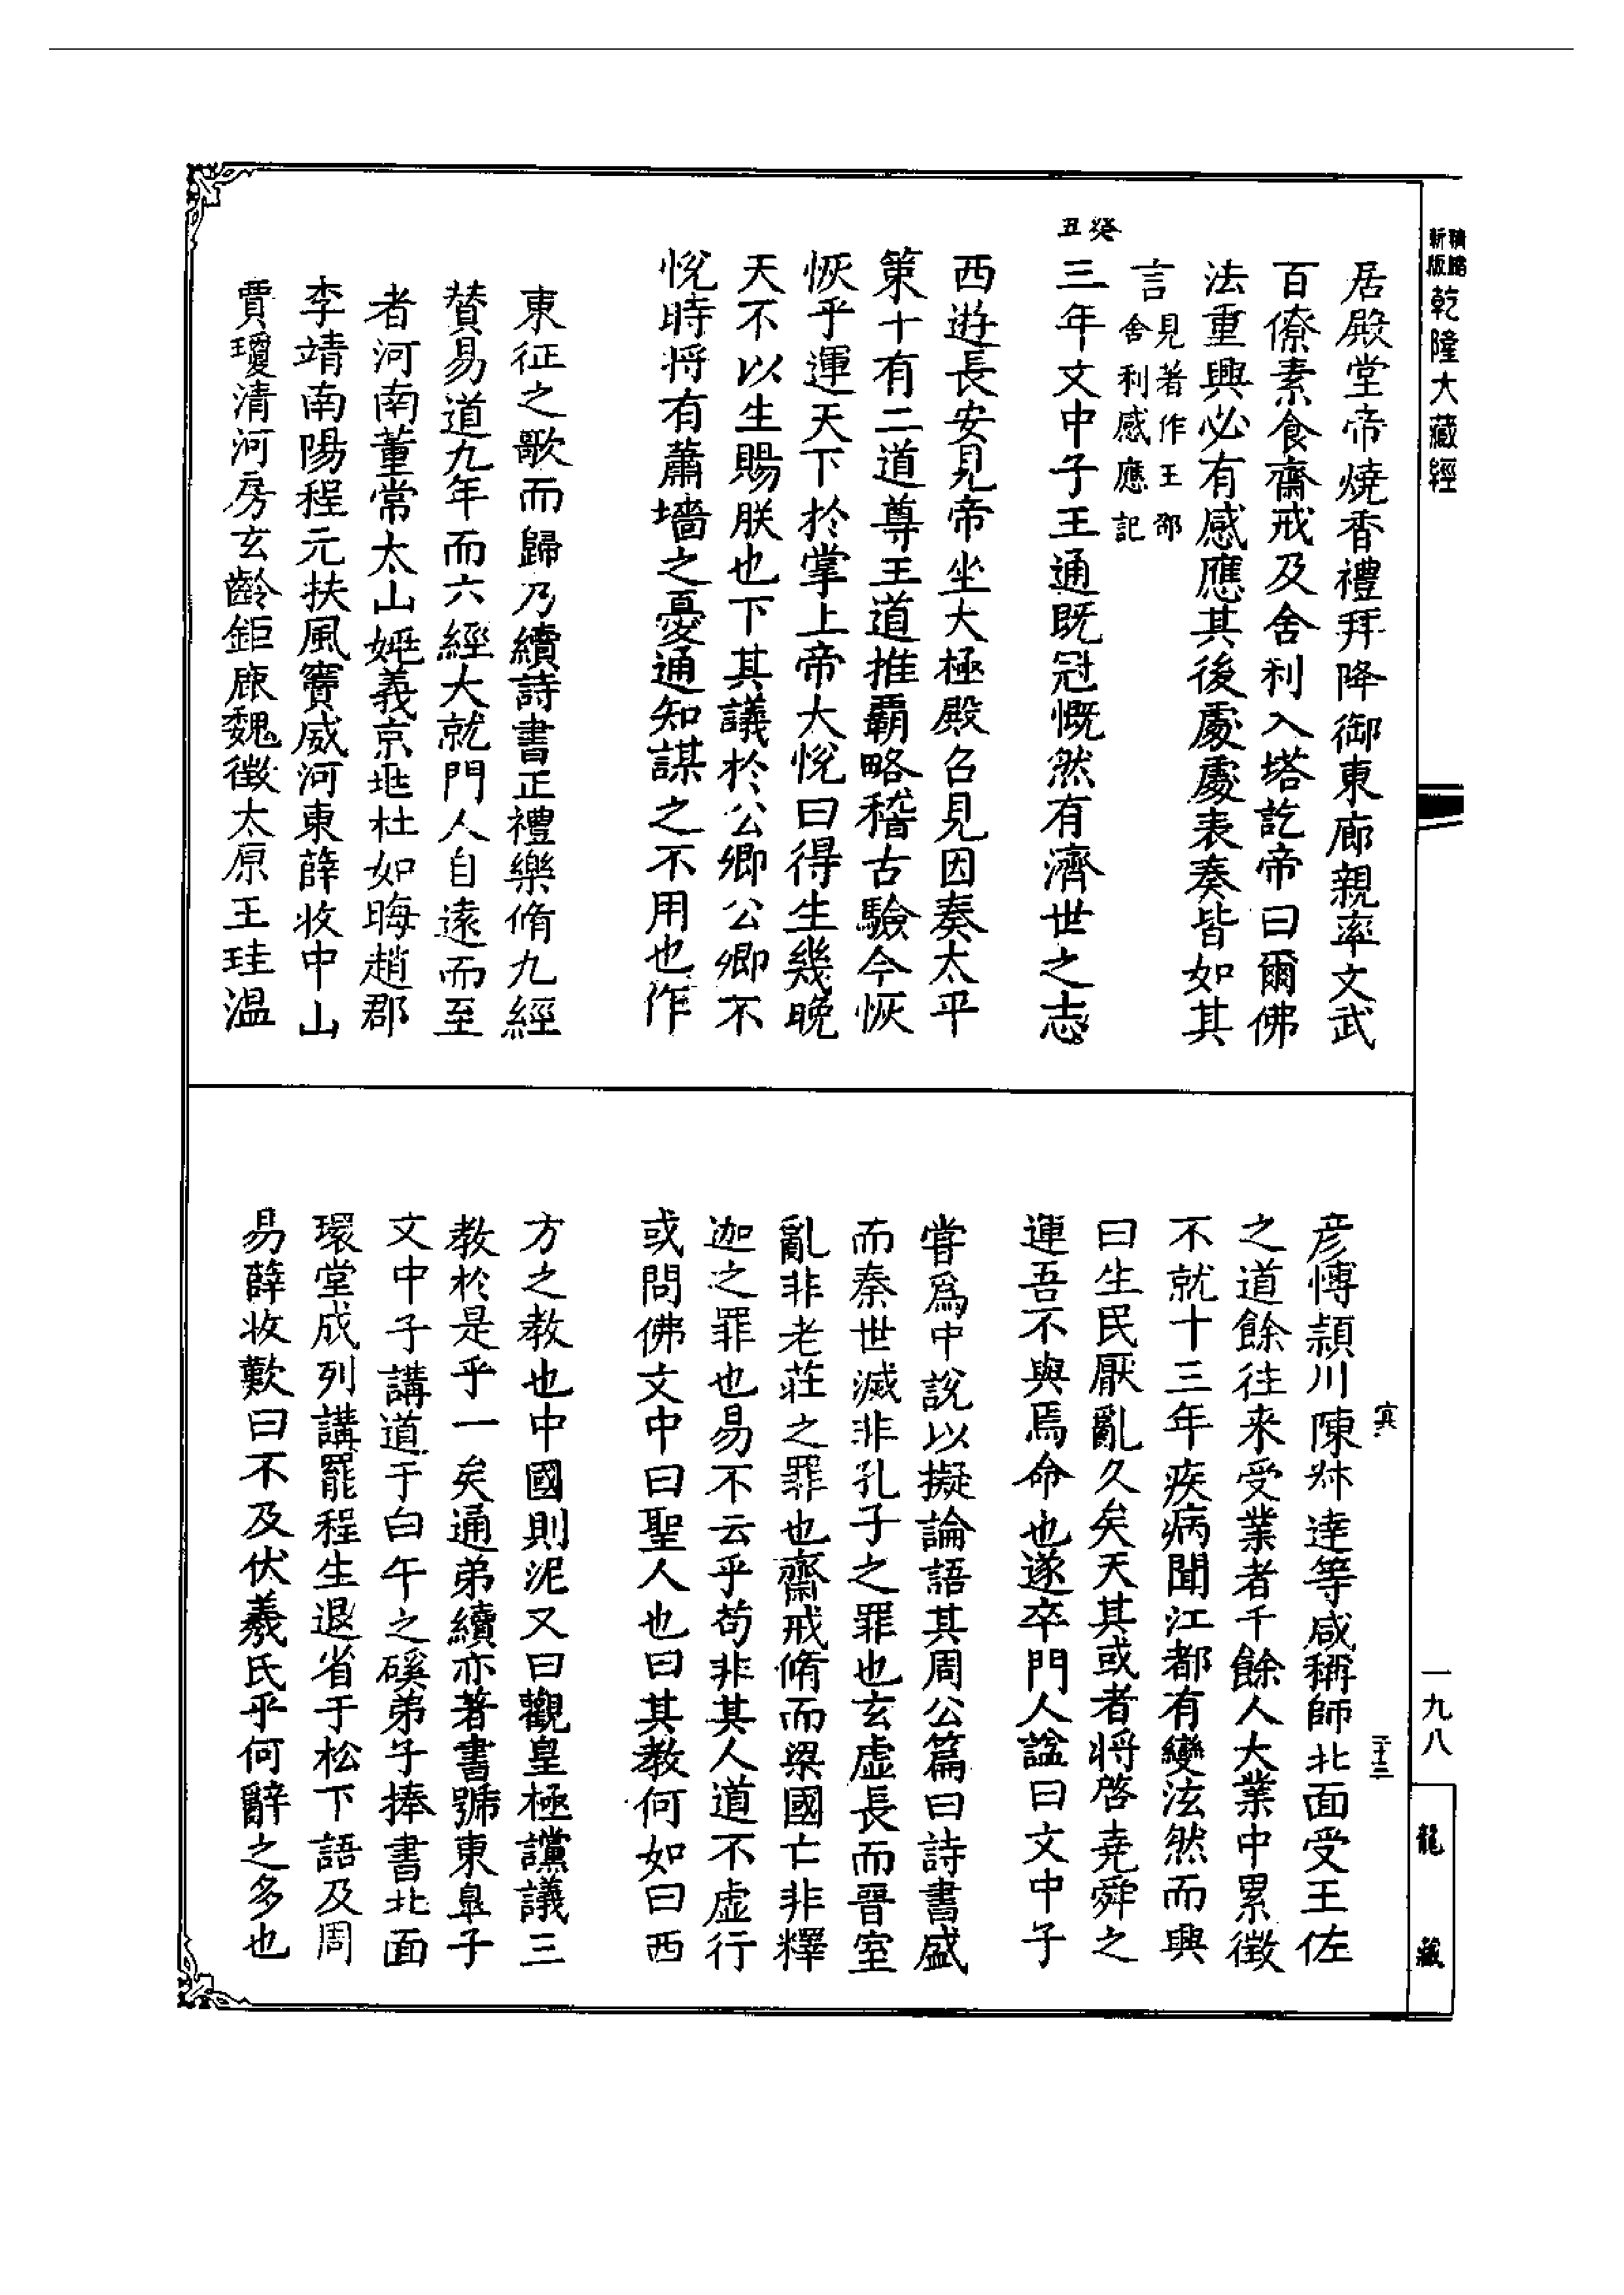 乾隆大藏經
居殿堂帝燒香禮拜降御東廊親率文武
百僚素食齋戒及舍利入塔訖帝曰爾佛
法重興必有感應其後處處表奏皆如其
言見著作王邵舍利感應記
癸丑三年文中子王通既冠慨然有濟世之志
西遊長安見帝坐大極殿召見因奏太平
策十有二道尊王道推霸略稽古驗今恢
恢乎運天下於掌上帝大悅曰得生幾晚
天不以生賜朕也下其議於公卿公卿不
悅時將有蕭墻之憂通知謀之不用也作
東征之歌而歸乃續詩書正禮樂脩九經
贊易道九年而六經大就門人自遠而至
者河南董常太山姚義京兆杜如晦趙郡
李靖南陽程元扶風竇威河東薛收中山
賈瓊清河房玄齡鉅鹿魏徵太原王珪溫
彥愽頴川陳叔達等咸稱師北面受王佐
之道餘往來受業者千餘人大業中累徵
不就十三年疾病聞江都有變泫然而興
曰生民厭亂久矣天其或者將啓堯舜之
運吾不與焉命也遂卒門人諡曰文中子
甞爲中說以擬論語其周公篇曰詩書盛
而秦世滅非孔子之罪也玄虛長而晉室
亂非老莊之罪也齋戒脩而梁國亡非釋
迦之罪也易不云乎苟非其人道不虛行
或問佛文中曰聖人也曰其教何如曰西
方之教也中國則泥又曰觀皇極讜議三
教於是乎一矣通弟續亦著書號東皐子
文中子講道于白牛之磎弟子捧書北面
環堂成列講罷程生退省于松下語及周
易薛收歎曰不及伏羲氏乎何辭之多也
寘
一九八
龍藏